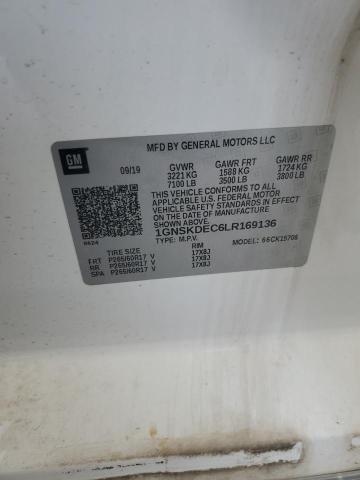 MFD BY GENERAL MOTORS LLC
GM
09/19 GVWR GAWR FRT GAWR RR
3221 KG 1588 KG 1724 KG
7100 LB 3500 LB 3800 LB
THIS VEHICLE CONFORMS TO ALL
APPLICABLE U.S. FEDERAL MOTOR
VEHICLE SAFETY STANDARDS IN EFFECT
ON THE DATE OF MANUFACTURE
SHOWN ABOVE.
1GNSKDEC6LR169136
TYPE: M.P.V. MODEL: 66CK15706
0624
TIRE SIZE RIM
FRT P265/60R17 V 17X8J
RR P265/60R17 V 17X8J
SPA P265/60R17 V 17X8J